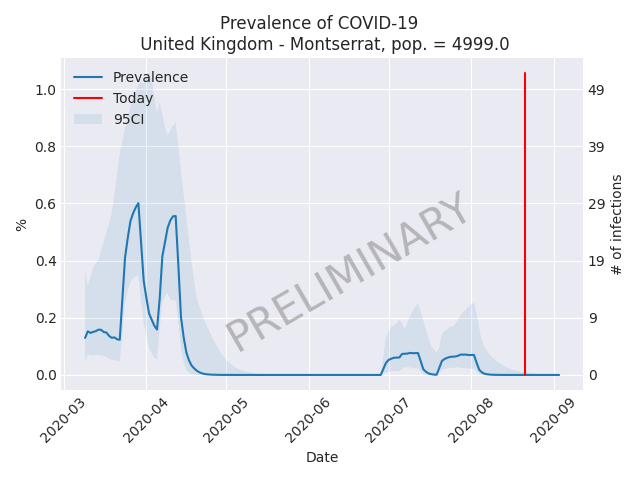 Prevalence of COVID-19
United Kingdom - Montserrat, pop. = 4999.0
Prevalence
Today
95CI
1.0
0.8
0.6
0.4
0.2
0.0
%
49
39
29
19
9
0
# of infections
PRELIMINARY
2020-03
2020-04
2020-05
2020-06
2020-07
2020-08
2020-09
Date